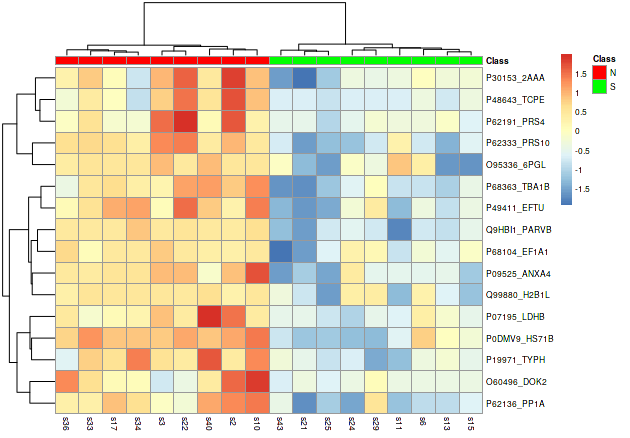 Class
P30153_2AAA
P48643_TCPE
P62191_PRS4
P62333_PRS10
O95336_6PGL
P68363_TBA1B
P49411_EFTU
Q9HBI1_PARVB
P68104_EF1A1
P09525_ANXA4
Q99880_H2B1L
P07195_LDHB
P0DMV9_HS71B
P19971_TYPH
O60496_DOK2
P62136_PP1A
s36 s33 s17 s34 s3 s22 s40 s2 s10 s43 s21 s25 s24 s29 s11 s6 s13 s15
1.5
1
0.5
0
-0.5
-1
-1.5
Class
N
Y